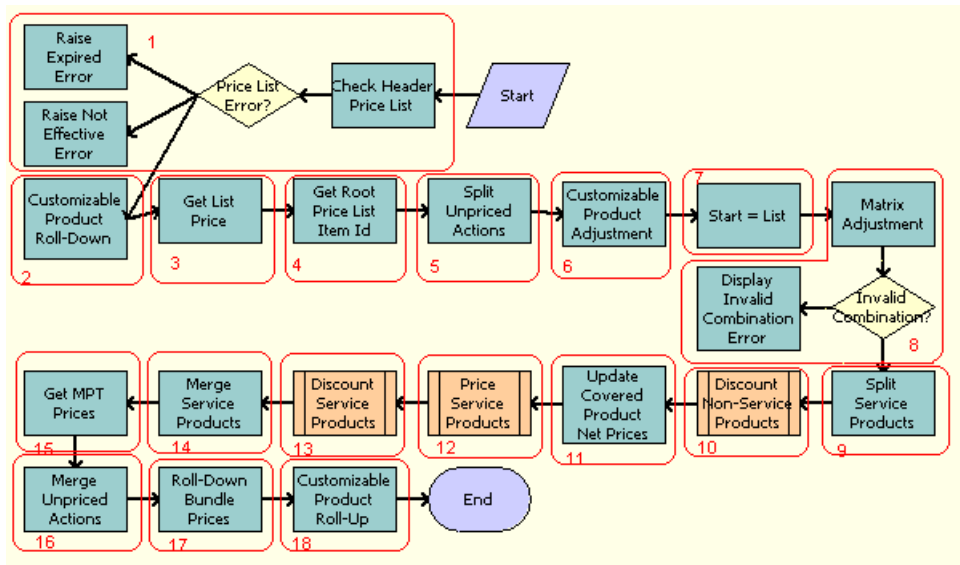 Raise
Expired
Error
1
Price List
Error?
Check Header
Price List
Start
Raise Not
Effective
Error
Customizable
Product
Roll-Down
2
Get List
Price
3
Get Root
Price List
Item Id
4
Split
Unpriced
Actions
5
Customizable
Product
Adjustment
6
7
Start = List
Matrix
Adjustment
Display
Invalid
Combination
Error
Invalid
Combination?
8
Get MPT
Prices
15
Merge
Service
Products
14
Discount
Service
Products
13
Price
Service
Products
12
Update
Covered
Product
Net Prices
11
Discount
Non-Service
Products
10
Split
Service
Products
9
Merge
Unpriced
Actions
16
Roll-Down
Bundle
Prices
17
Customizable
Product
Roll-Up
18
End